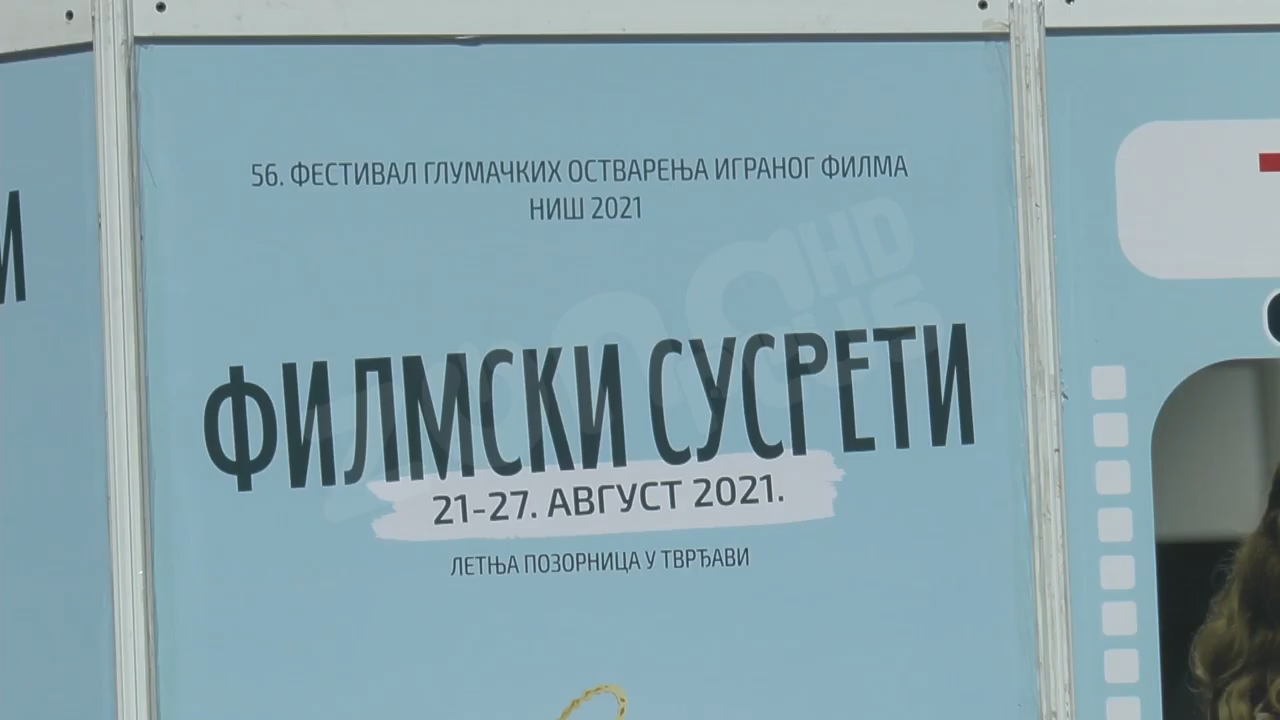 56. ФЕСТИВАЛ ГЛУМАЧКИХ ОСТВАРЕЊА ИГРАНОГ ФИЛМА
НИШ 2021
ФИЛМСКИ СУСРЕТИ
21-27. АВГУСТ 2021.
ЛЕТЊА ПОЗОРНИЦА У ТВРЂАВИ